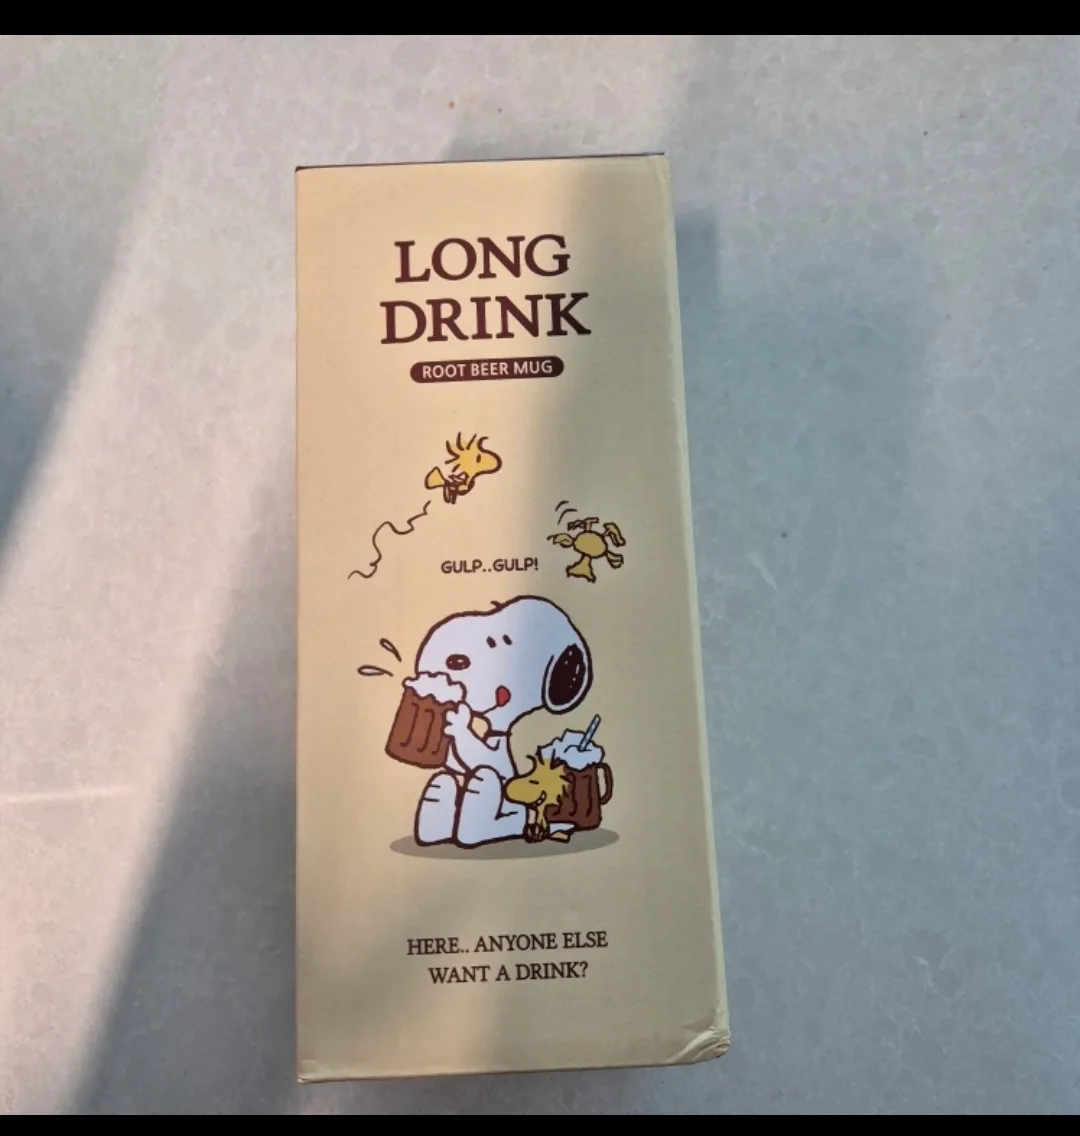 LONG
DRINK
ROOT BEER MUG
GULP..GULP!
HERE.. ANYONE ELSE
WANT A DRINK?